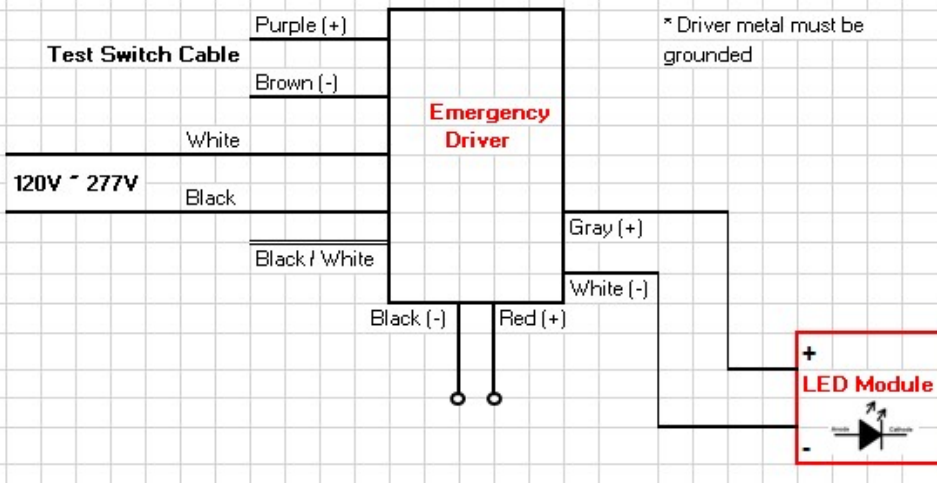 Purple (+)
* Driver metal must be
grounded
Test Switch Cable
Brown (-)
Emergency
Driver
White
120V ~ 277V
Black
Gray (+)
Black / White
White (-)
Black (-)
Red (+)
+
LED Module
Anode
Cathode
-